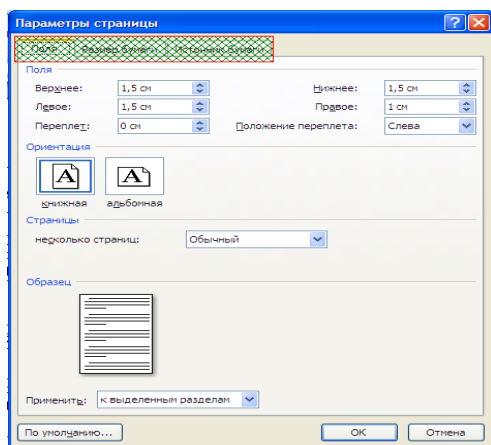 Параметры страницы
Поля Размер бумаги Источник бумаги
Поля
Верхнее: 1,5 см Нижнее: 1,5 см
Левое: 1,5 см Правое: 1 см
Переплет: 0 см Положение переплета: Слева
Ориентация
книжная альбомная
Страницы
несколько страниц: Обычный
Образец
Применить: к выделенным разделам
По умолчанию... ОК Отмена